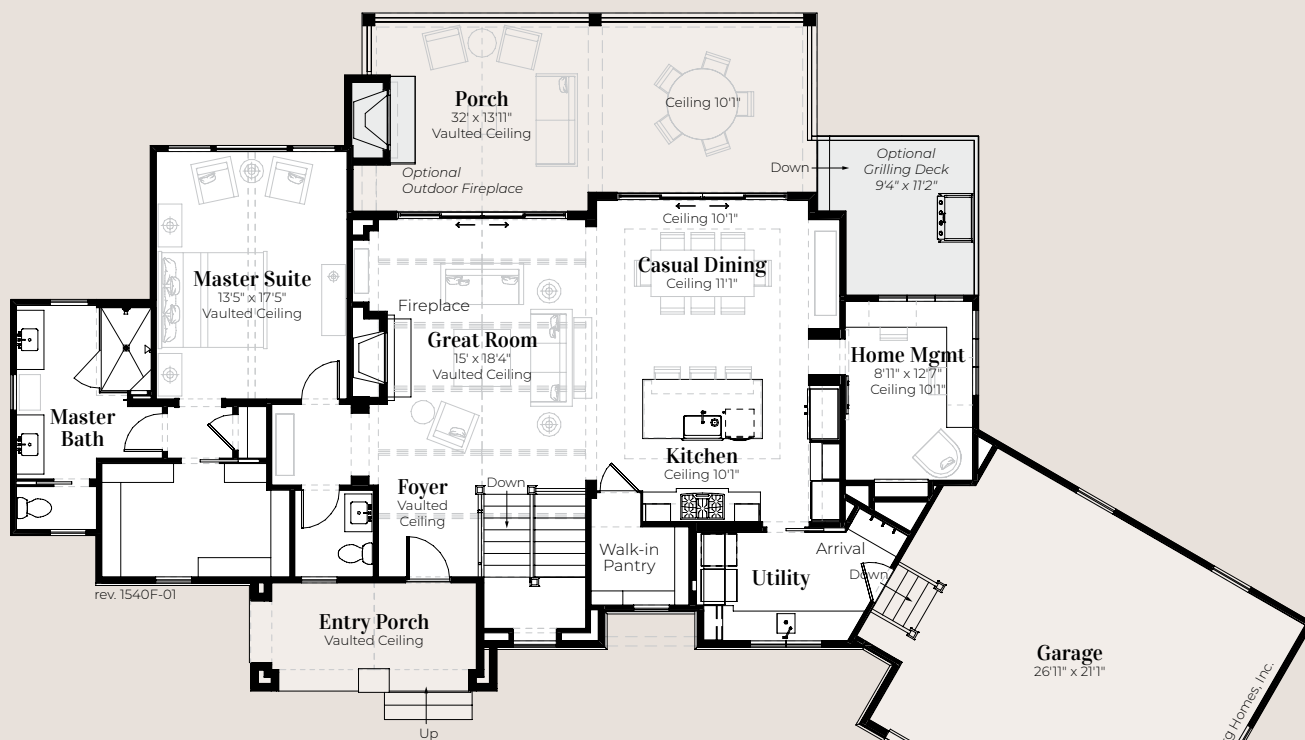 Porch
32' x 13'11"
Vaulted Ceiling
Ceiling 10'1"
Optional
Outdoor Fireplace
Down
Optional
Grilling Deck
9'4" x 11'2"
Ceiling 10'1"
Master Suite
13'5" x 17'5"
Vaulted Ceiling
Casual Dining
Ceiling 11'1"
Fireplace
Great Room
15' x 18'4"
Vaulted Ceiling
Home Mgmt
8'11" x 12'7"
Ceiling 10'1"
Master
Bath
Kitchen
Ceiling 10'1"
Foyer
Vaulted
Ceiling
Down
Walk-in
Pantry
Utility
Arrival
Down
rev. 1540F-01
Entry Porch
Vaulted Ceiling
Up
Garage
26'11" x 21'1"
g Homes, Inc.